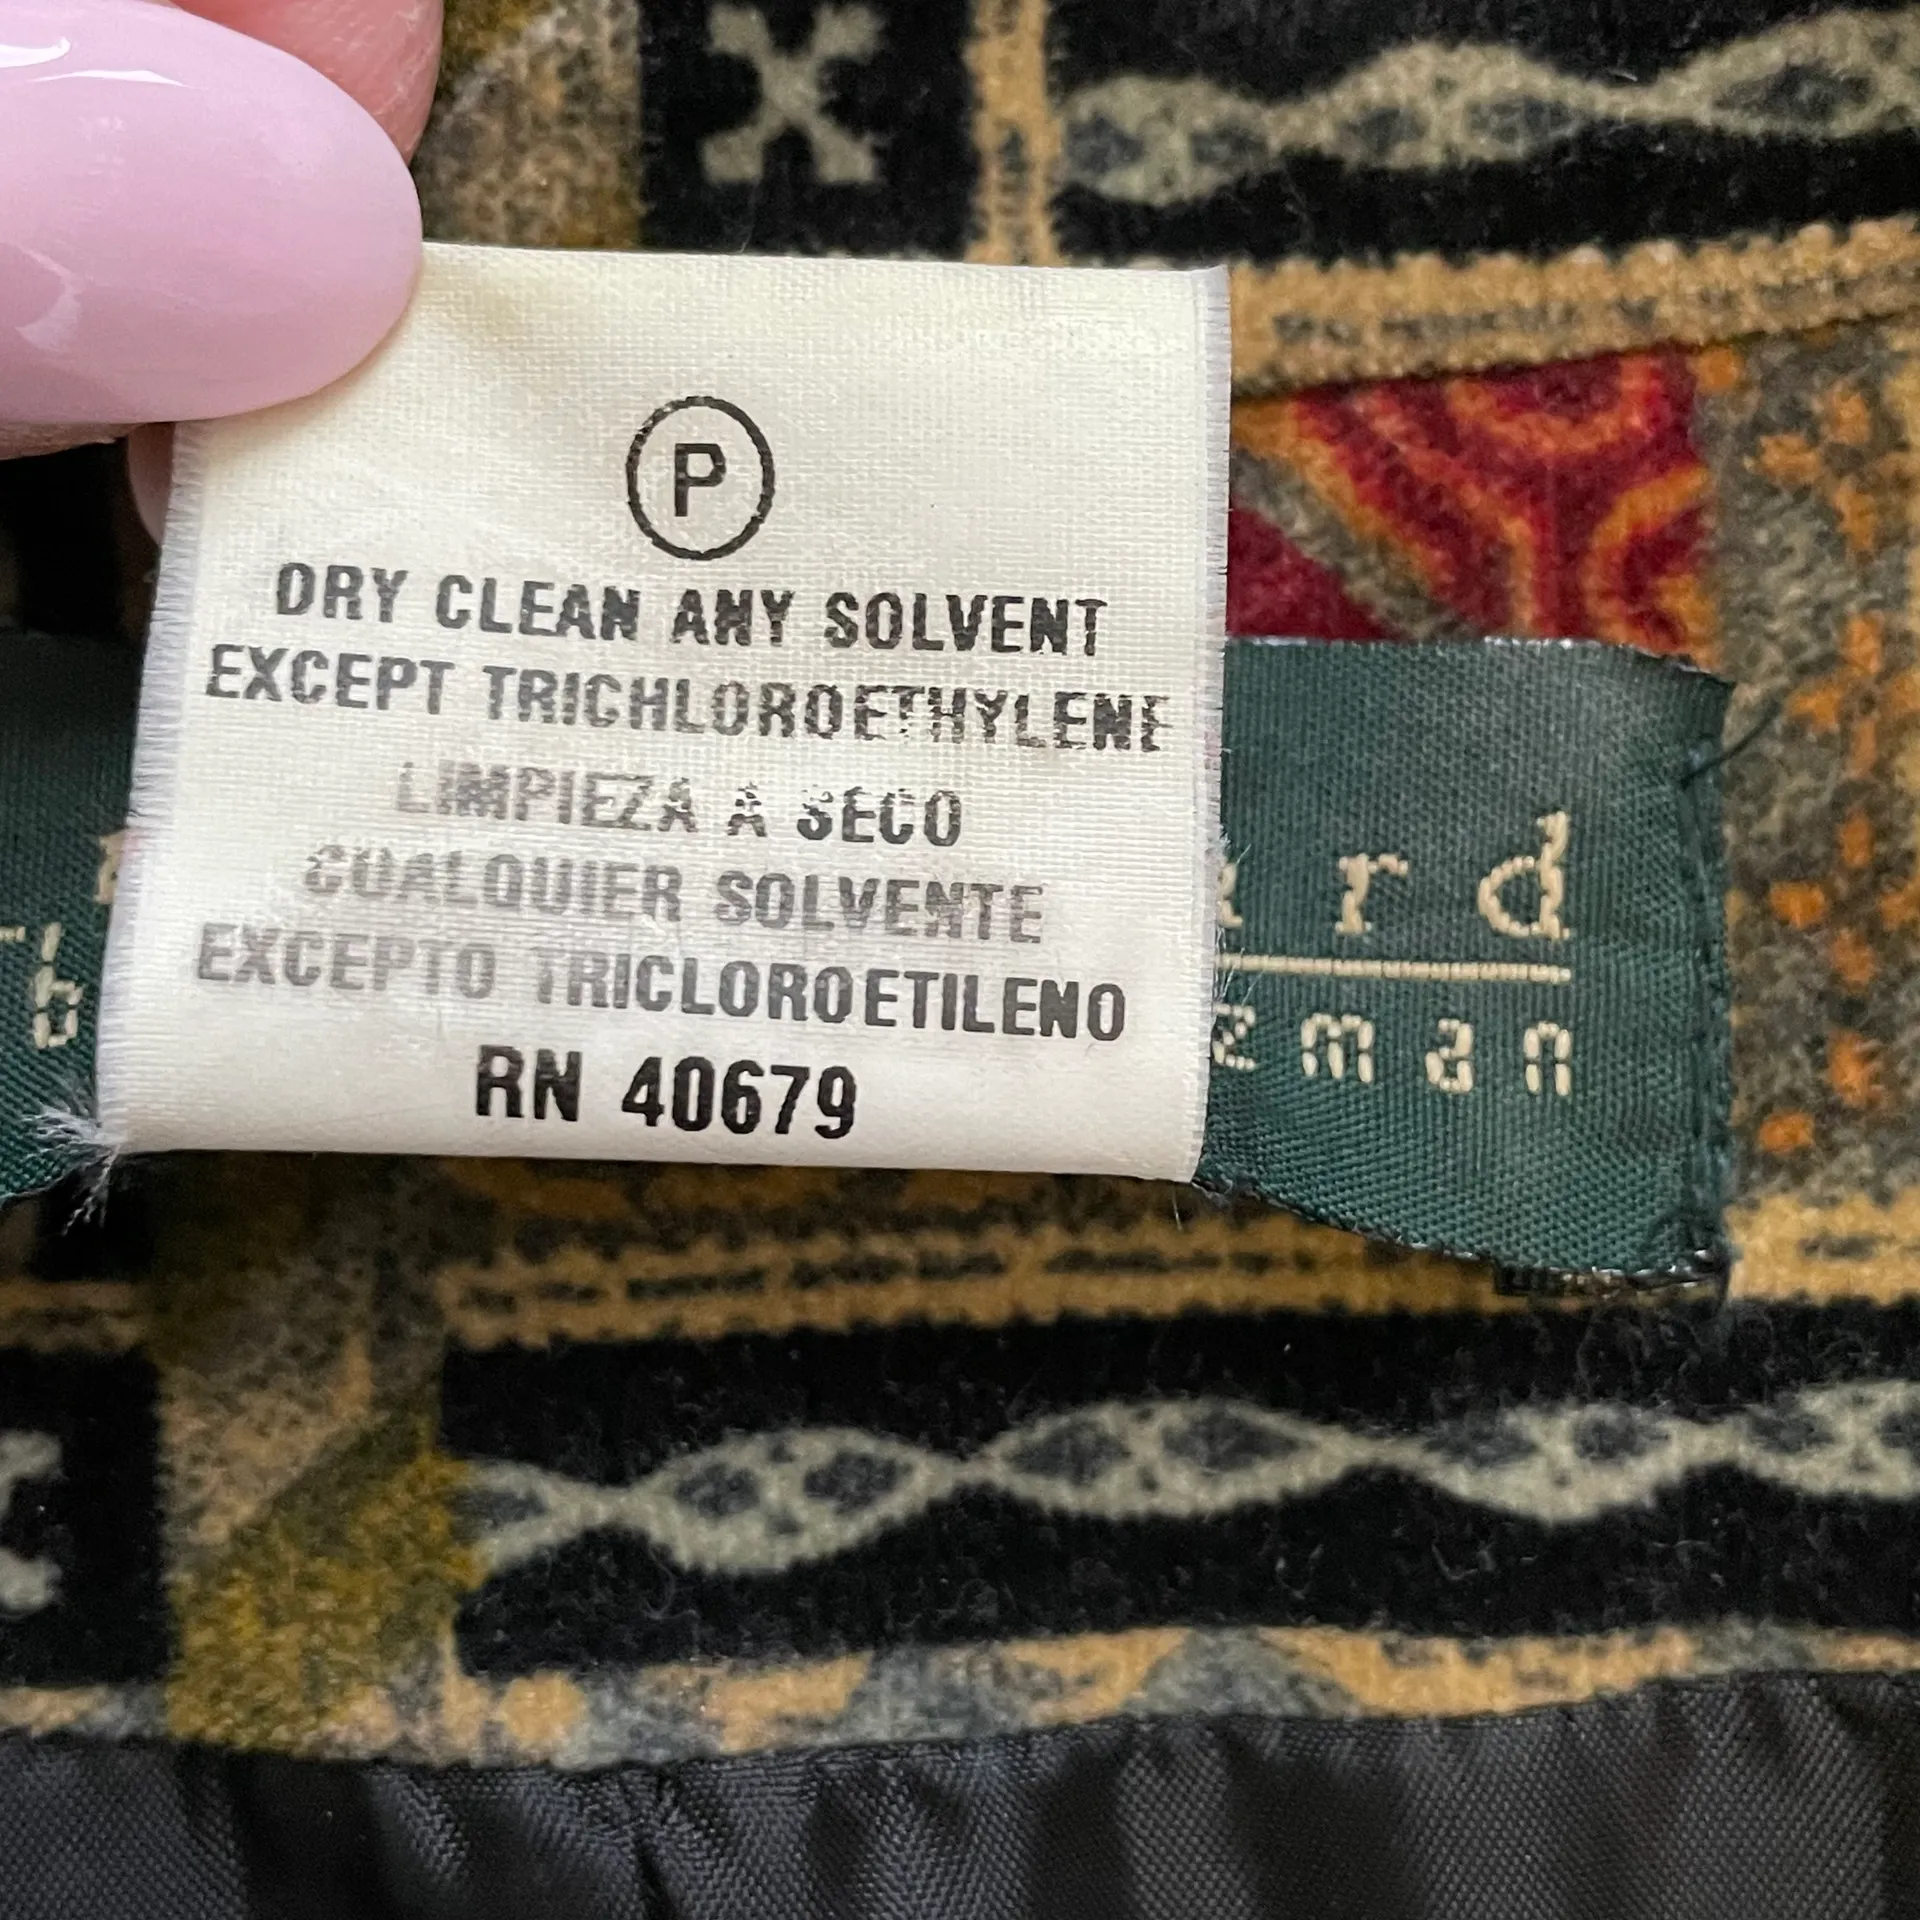 P
DRY CLEAN ANY SOLVENT
EXCEPT TRICHLOROETHYLENE
LIMPIEZA A SECO
CUALQUIER SOLVENTE
EXCEPTO TRICLOROETILENO
RN 40679